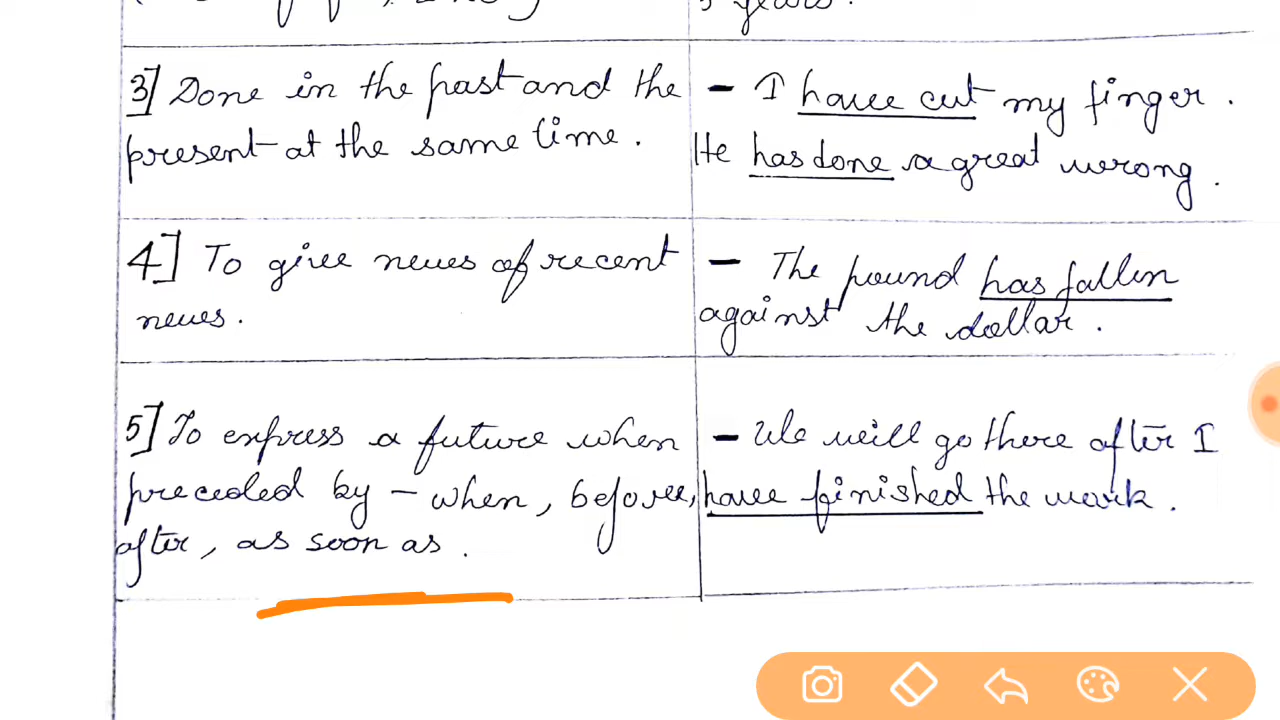 5 years.
3] Done in the past and the
present at the same time.
- I have cut my finger.
He has done a great wrong.
4] To give news of recent
news.
- The pound has fallen
against the dollar.
5] To express a future when
preceded by - when, before,
after, as soon as.
- We will go there after I
have finished the work.